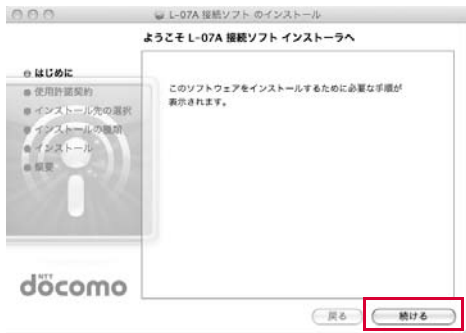 L-07A 接続ソフト のインストール
ようこそ L-07A 接続ソフト インストーラへ
はじめに
使用許諾契約
インストール先の選択
インストールの種類
インストール
概要
このソフトウェアをインストールするために必要な手順が
表示されます。
NTT
döcomo
戻る
続ける